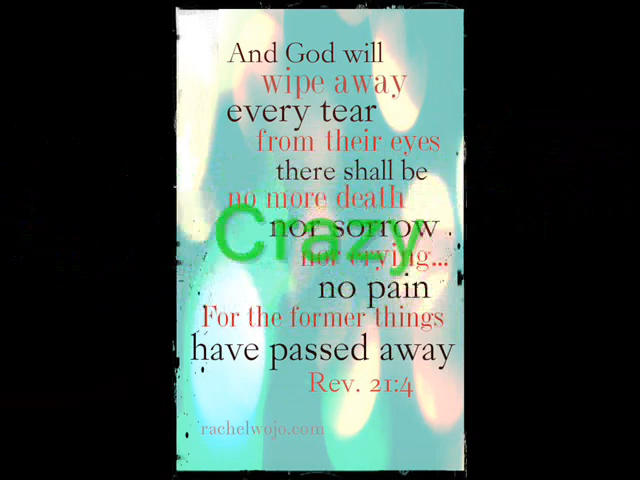 And God will
wipe away
every tear
from their eyes
there shall be
no more death
Crazy
nor sorrow.
nor crying...
no pain
For the former things
have passed away
Rev. 21:4
rachelwojo.com